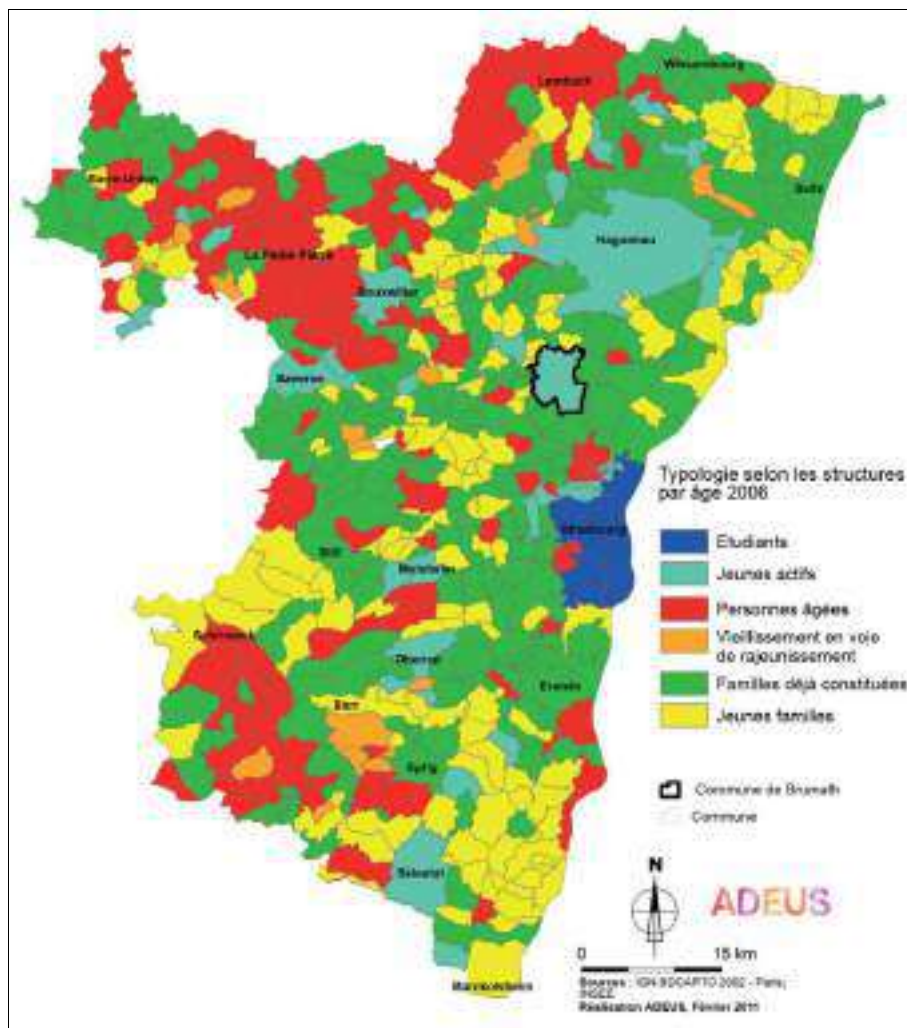 Wissembourg
Lembach
Sarre-Union
Seltz
Haguenau
La Petite Pierre
Bouxwiller
Saverne
Typologie selon les structures
par âge 2006
Strasbourg
Etudiants
Jeunes actifs
Personnes âgées
Vieillissement en voie
de rajeunissement
Familles déjà constituées
Jeunes familles
Molsheim
Schirmeck
Obernai
Erstein
Barr
Epfig
Commune de Brumath
Commune
Sélestat
N
ADEUS
0 15 km
Marckolsheim
Sources : IGN BDCARTO 2002 - Paris;
INSEE
Réalisation ADEUS, Février 2011